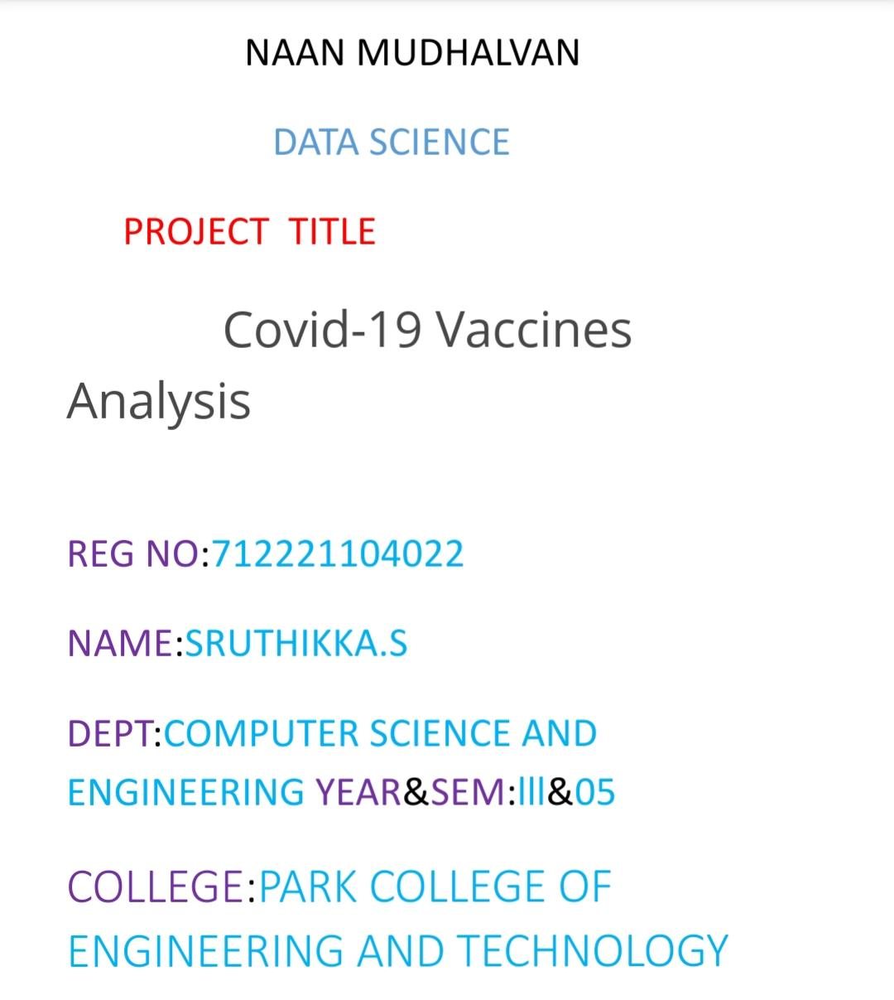 NAAN MUDHALVAN
DATA SCIENCE
PROJECT TITLE
Covid-19 Vaccines
Analysis
REG NO:712221104022
NAME:SRUTHIKKA.S
DEPT:COMPUTER SCIENCE AND
ENGINEERING YEAR&SEM:lll&05
COLLEGE:PARK COLLEGE OF
ENGINEERING AND TECHNOLOGY